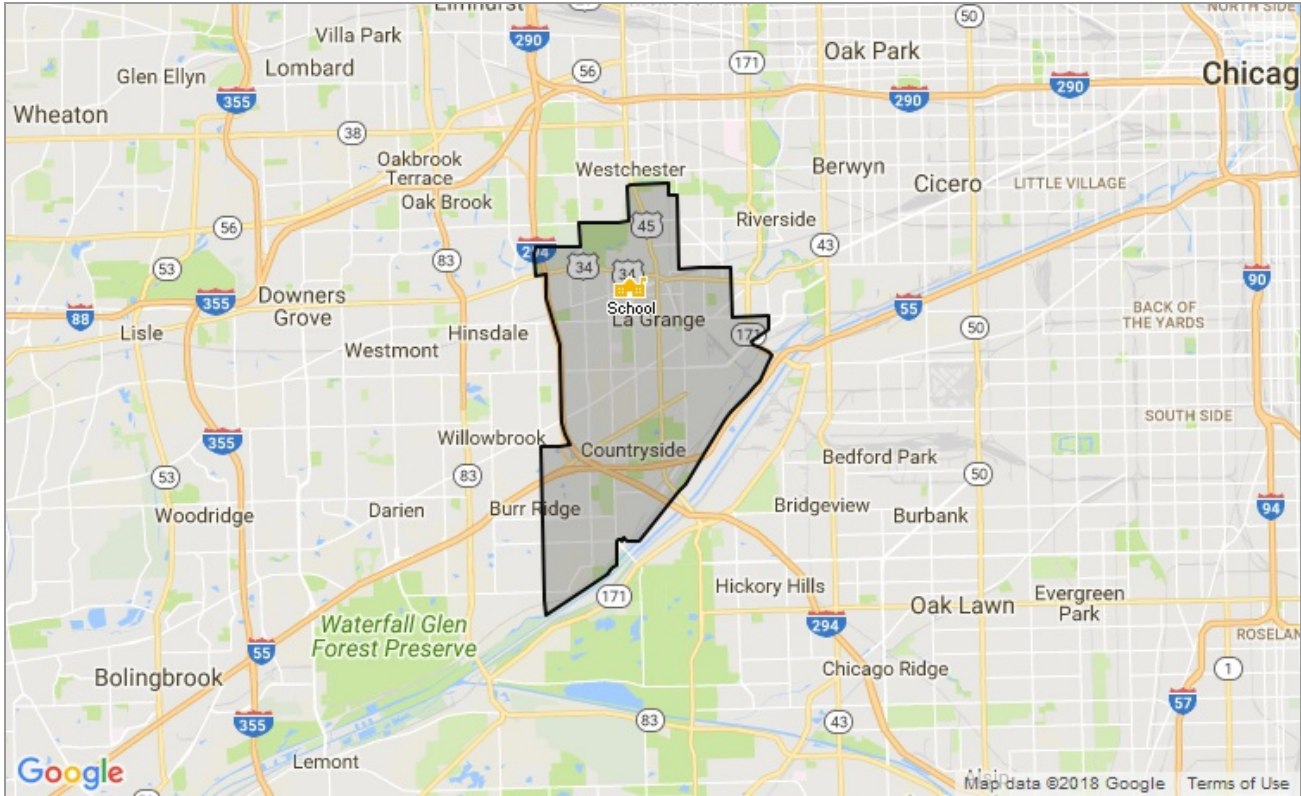 NORTH SIDE
50
Villa Park
290
171
Oak Park
Glen Ellyn
Lombard
56
Chicag
355
290
290
Wheaton
38
Oakbrook
Terrace
Westchester
Berwyn
Oak Brook
Cicero
LITTLE VILLAGE
56
45
Riverside
43
53
83
34
34
90
355
Downers
Grove
School
La Grange
55
BACK OF
THE YARDS
88
Lisle
Hinsdale
171
50
Westmont
SOUTH SIDE
355
Willowbrook
Countryside
Bedford Park
53
83
50
Woodridge
Darien
Burr Ridge
Bridgeview
Burbank
94
171
Hickory Hills
Oak Lawn
Evergreen
Park
Waterfall Glen
Forest Preserve
294
ROSELAN
55
Bolingbrook
Chicago Ridge
1
57
355
83
43
Lemont
Google
Map data ©2018 Google
Terms of Use